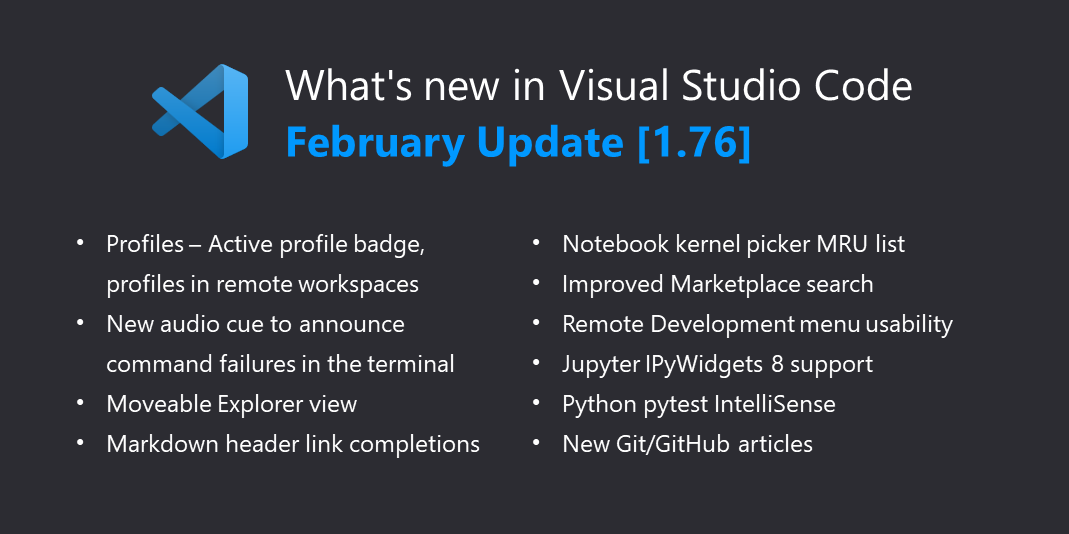 What's new in Visual Studio Code
February Update [1.76]
• Profiles – Active profile badge,
profiles in remote workspaces
• New audio cue to announce
command failures in the terminal
• Moveable Explorer view
• Markdown header link completions
• Notebook kernel picker MRU list
• Improved Marketplace search
• Remote Development menu usability
• Jupyter IPyWidgets 8 support
• Python pytest IntelliSense
• New Git/GitHub articles